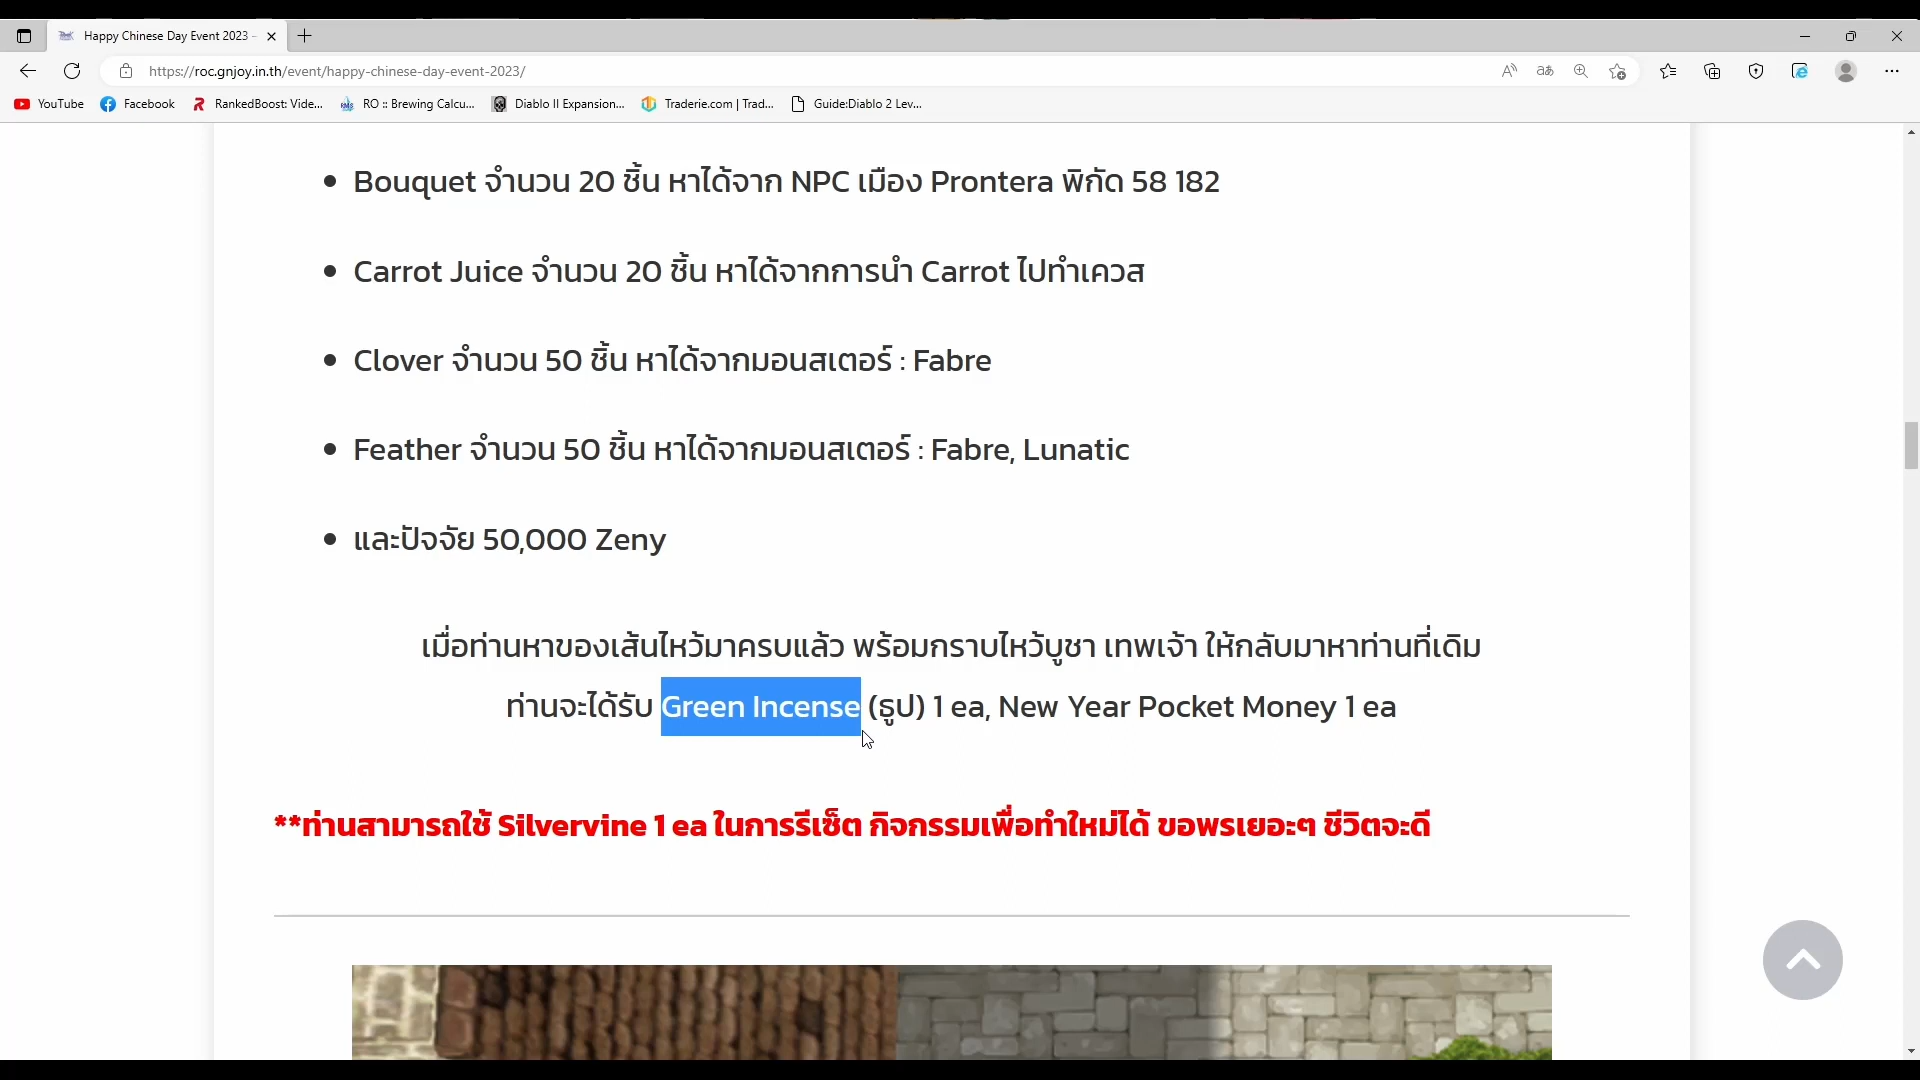 Happy Chinese Day Event 2023 -
https://roc.gnjoy.in.th/event/happy-chinese-day-event-2023/
YouTube
Facebook
RankedBoost: Vide...
RO :: Brewing Calcu...
Diablo II Expansion...
Traderie.com | Trad...
Guide:Diablo 2 Lev...
Bouquet จำนวน 20 ชิ้น หาได้จาก NPC เมือง Prontera พิกัด 58 182
Carrot Juice จำนวน 20 ชิ้น หาได้จากการนำ Carrot ไปทำเควส
Clover จำนวน 50 ชิ้น หาได้จากมอนสเตอร์ : Fabre
Feather จำนวน 50 ชิ้น หาได้จากมอนสเตอร์ : Fabre, Lunatic
และปัจจัย 50,000 Zeny
เมื่อท่านหาของเส้นไหว้มาครบแล้ว พร้อมกราบไหว้บูชา เทพเจ้า ให้กลับมาหาท่านที่เดิม
ท่านจะได้รับ Green Incense (ธูป) 1 ea, New Year Pocket Money 1 ea
**ท่านสามารถใช้ Silvervine 1 ea ในการรีเซ็ต กิจกรรมเพื่อทำใหม่ได้ ขอพรเยอะๆ ชีวิตจะดี